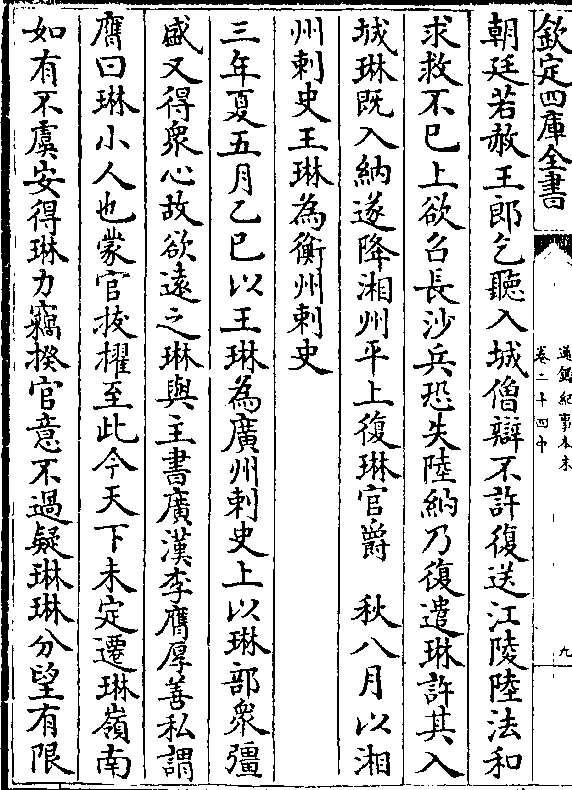 欽定四庫全書
通鑑紀事本末
卷二十四中
九
朝廷若赦王郎乞聽入城僧辯不許復送江陵陸法和
求救不已上欲召長沙兵恐失陸納乃復遣琳許其入
城琳既入納遂降湘州平上復琳官爵　秋八月以湘
州刺史王琳為衡州刺史
三年夏五月乙巳以王琳為廣州刺史上以琳部衆彊
盛又得衆心故欲遠之琳與主書廣漢李膺厚善私謂
膺曰琳小人也蒙官拔擢至此今天下未定遷琳嶺南
如有不虞安得琳力竊揆官意不過疑琳琳分望有限